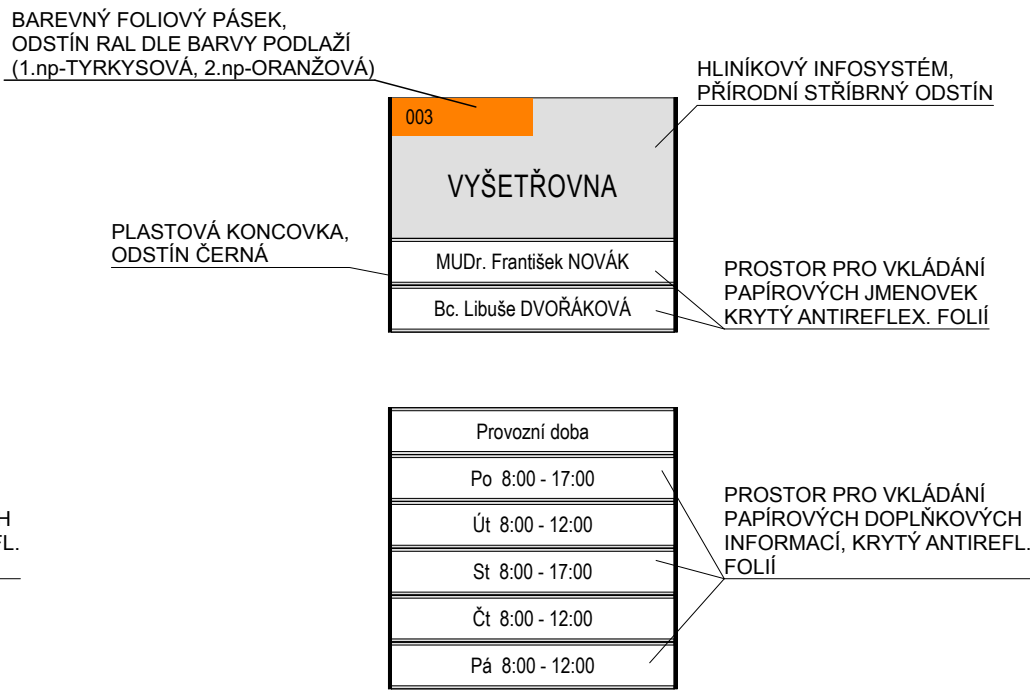 BAREVNÝ FOLIOVÝ PÁSEK,
ODSTÍN RAL DLE BARVY PODLAŽÍ
(1.np-TYRKYSOVÁ, 2.np-ORANŽOVÁ)
HLINÍKOVÝ INFOSYSTÉM,
PŘÍRODNÍ STŘÍBRNÝ ODSTÍN
003
VYŠETŘOVNA
PLASTOVÁ KONCOVKA,
ODSTÍN ČERNÁ
MUDr. František NOVÁK
Bc. Libuše DVOŘÁKOVÁ
PROSTOR PRO VKLÁDÁNÍ
PAPÍROVÝCH JMENOVEK
KRYTÝ ANTIREFLEX. FOLIÍ
Provozní doba
Po 8:00 - 17:00
Út 8:00 - 12:00
St 8:00 - 17:00
Čt 8:00 - 12:00
Pá 8:00 - 12:00
PROSTOR PRO VKLÁDÁNÍ
PAPÍROVÝCH DOPLŇKOVÝCH
INFORMACÍ, KRYTÝ ANTIREFL.
FOLIÍ